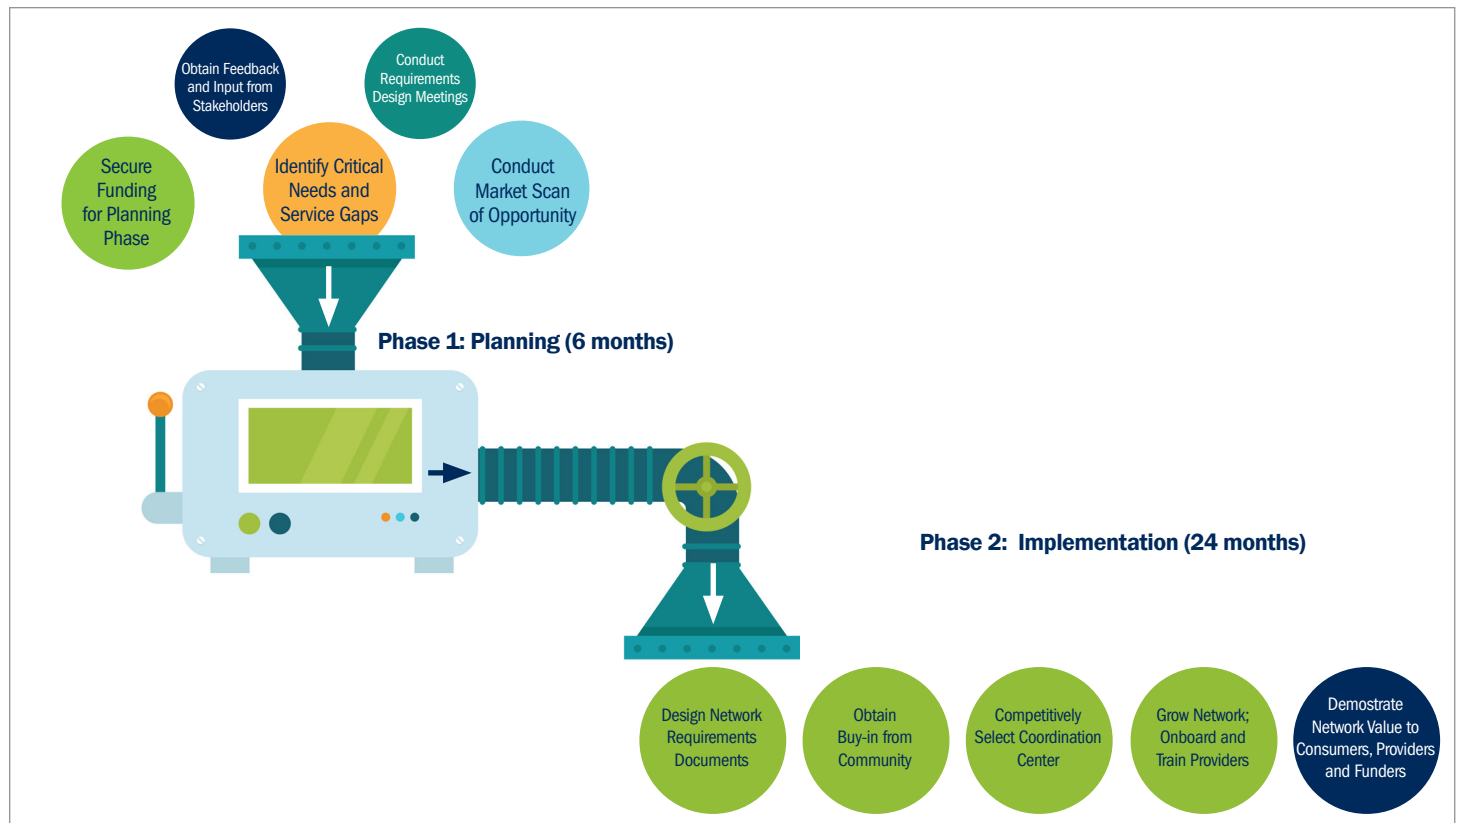 Obtain Feedback
and Input from
Stakeholders
Conduct
Requirements
Design Meetings
Secure
Funding
for Planning
Phase
Identify Critical
Needs and
Service Gaps
Conduct
Market Scan
of Opportunity
Phase 1: Planning (6 months)
Phase 2: Implementation (24 months)
Design Network
Requirements
Documents
Obtain
Buy-in from
Community
Competitively
Select Coordination
Center
Grow Network;
Onboard and
Train Providers
Demostrate
Network Value to
Consumers, Providers
and Funders